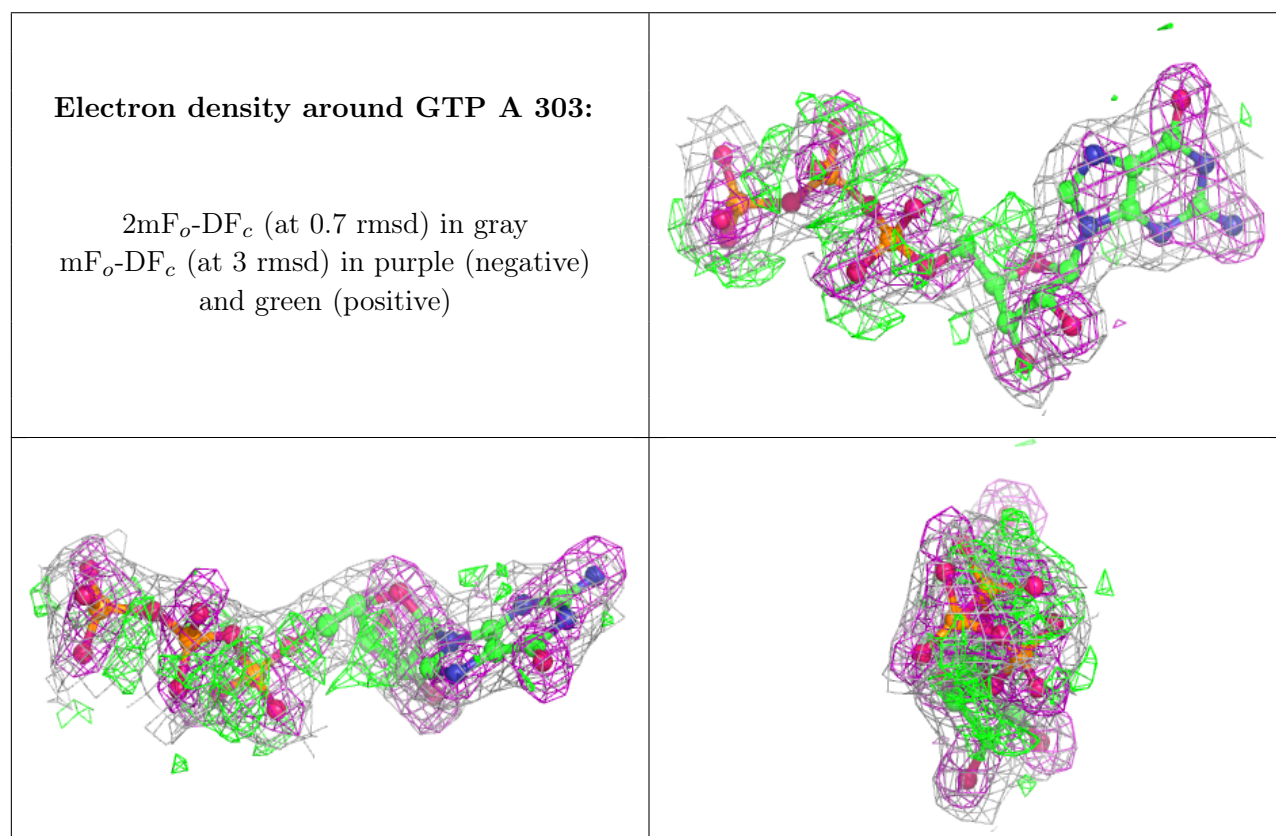 Electron density around GTP A 303:
2mFo-DFc (at 0.7 rmsd) in gray
mFo-DFc (at 3 rmsd) in purple (negative)
and green (positive)